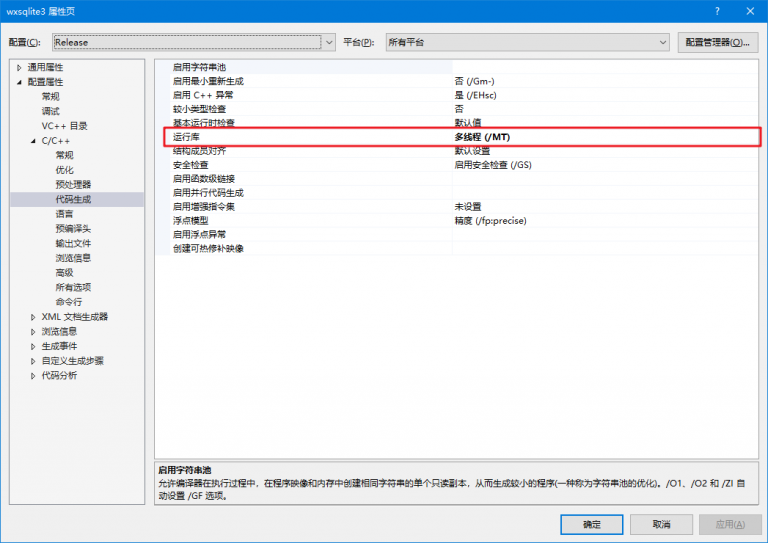 wxsqlite3 属性页
配置(C): Release 平台(P): 所有平台 配置管理器(O)...
通用属性
配置属性
常规
调试
VC++ 目录
C/C++
常规
优化
预处理器
代码生成
语言
预编译头
输出文件
浏览信息
高级
所有选项
命令行
XML 文档生成器
浏览信息
生成事件
自定义生成步骤
代码分析
启用字符串池
启用最小重新生成 否 (/Gm-)
启用 C++ 异常 是 (/EHsc)
较小类型检查 否
基本运行时检查 默认值
运行库 多线程 (/MT)
结构成员对齐 默认设置
安全检查 启用安全检查 (/GS)
启用函数级链接
启用并行代码生成
启用增强指令集 未设置
浮点模型 精度 (/fp:precise)
启用浮点异常
创建可热修补映像
启用字符串池
允许编译器在执行过程中，在程序映像和内存中创建相同字符串的单个只读副本，从而生成较小的程序(一种称为字符串池的优化)。/O1、/O2 和 /ZI 自
动设置 /GF 选项。
确定 取消 应用(A)